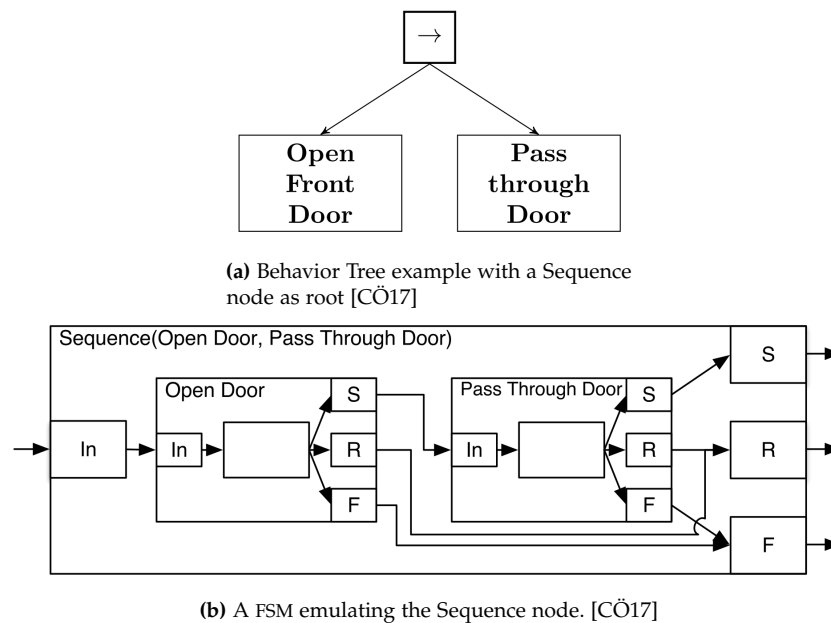 →
Open
Front
Door
Pass
through
Door
(a) Behavior Tree example with a Sequence
node as root [CÖ17]
Sequence(Open Door, Pass Through Door)
In
Open Door
In
S
R
F
Pass Through Door
In
S
R
F
S
R
F
(b) A FSM emulating the Sequence node. [CÖ17]